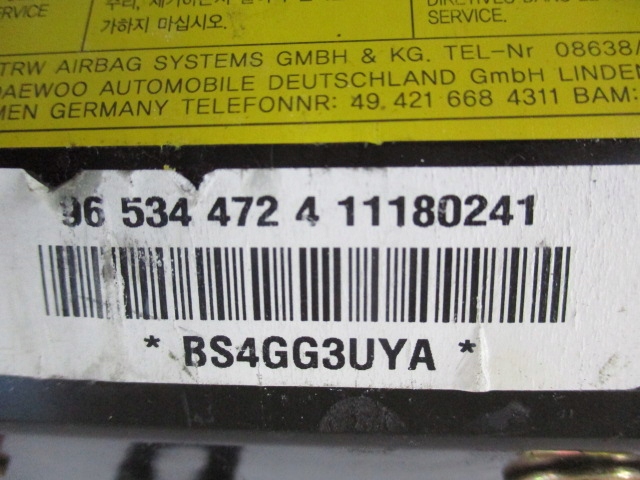 SERVICE
가하지 마십시오.
SERVICE.
TRW AIRBAG SYSTEMS GMBH & KG. TEL-Nr 08638/
DAEWOO AUTOMOBILE DEUTSCHLAND GmbH LINDEN
MEN GERMANY TELEFONNR: 49 421 668 4311 BAM:
96 534 472 4 11180241
* BS4GG3UYA *